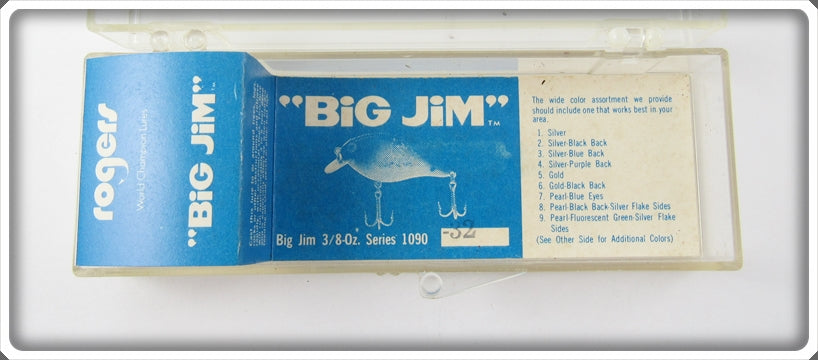 rogers
World Champion Lures
"BiG JiM"™
"BiG JiM"™
Big Jim 3/8-Oz. Series 1090 -32
The wide color assortment we provide
should include one that works best in your
area.
1. Silver
2. Silver-Black Back
3. Silver-Blue Back
4. Silver-Purple Back
5. Gold
6. Gold-Black Back
7. Pearl-Blue Eyes
8. Pearl-Black Back-Silver Flake Sides
9. Pearl-Fluorescent Green-Silver Flake
Sides
(See Other Side for Additional Colors)